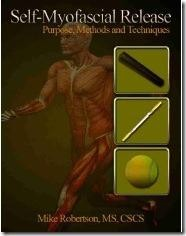 Self-Myofascial Release
Purpose, Methods and Techniques
Mike Robertson, MS, CSCS